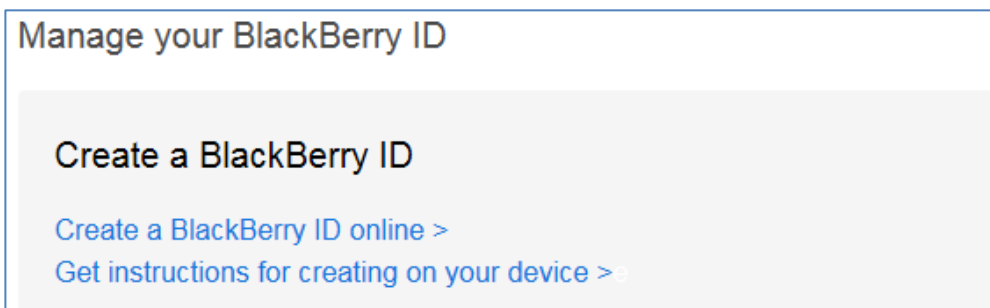 Manage your BlackBerry ID
Create a BlackBerry ID
Create a BlackBerry ID online >
Get instructions for creating on your device >